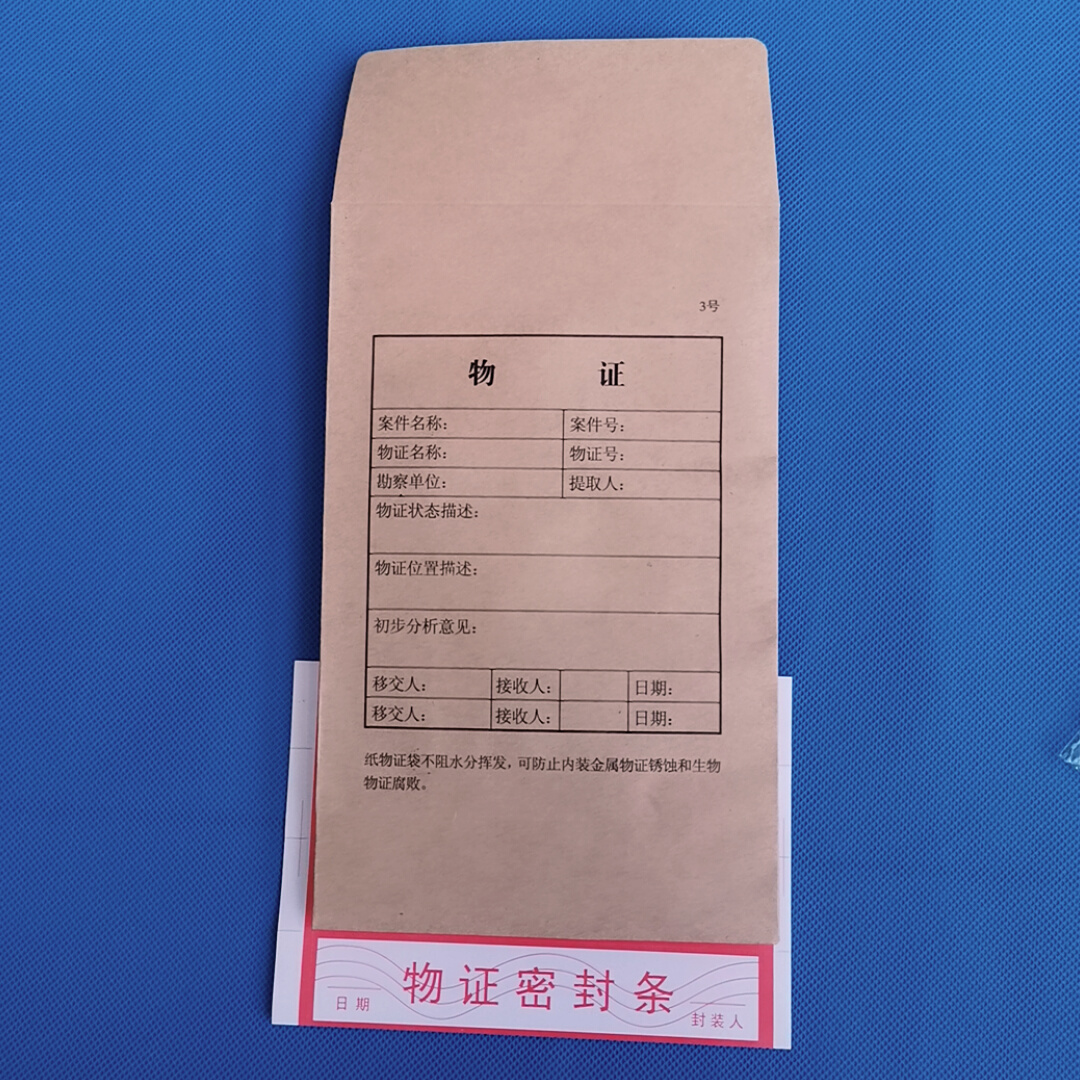 3号
物 证
案件名称： 案件号：
物证名称： 物证号：
勘察单位： 提取人：
物证状态描述：
物证位置描述：
初步分析意见：
移交人： 接收人： 日期：
移交人： 接收人： 日期：
纸物证袋不阻水分挥发，可防止内装金属物证锈蚀和生物
物证腐败。
物证密封条
日期 封装人